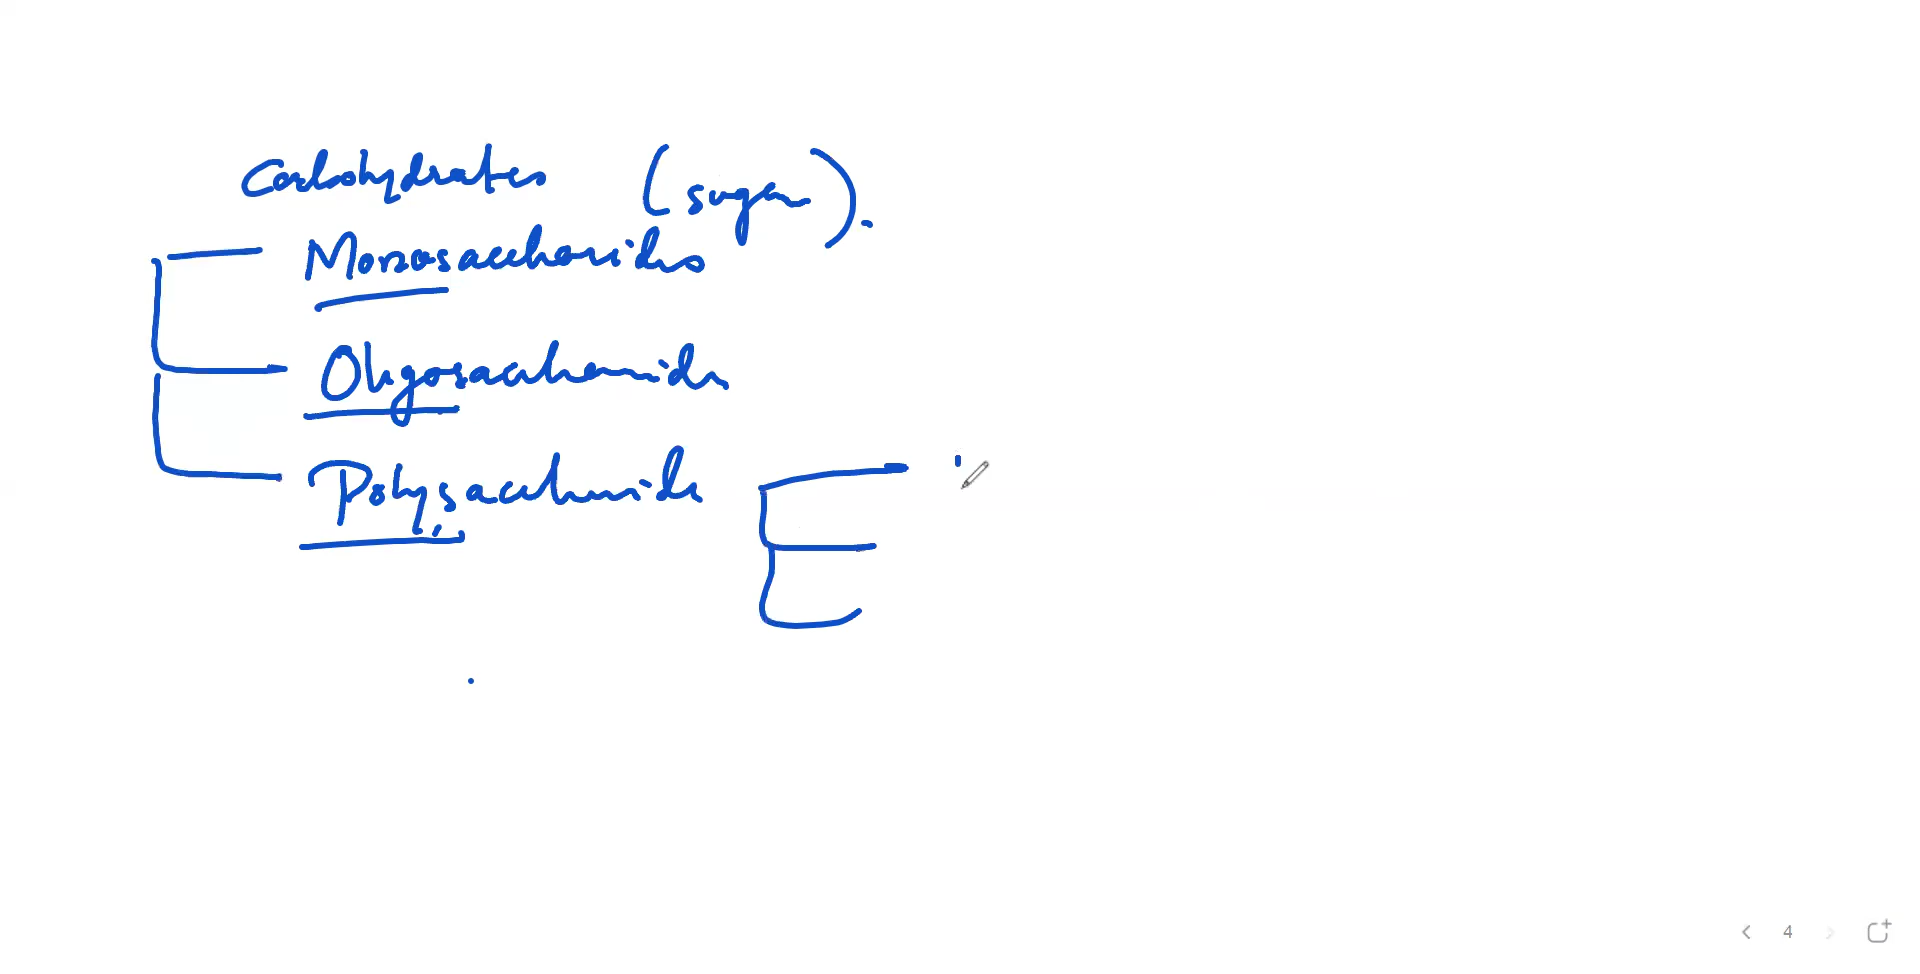 Carbohydrates (sugar).
Monosaccharides
Oligosaccharides
Polysaccharide
4